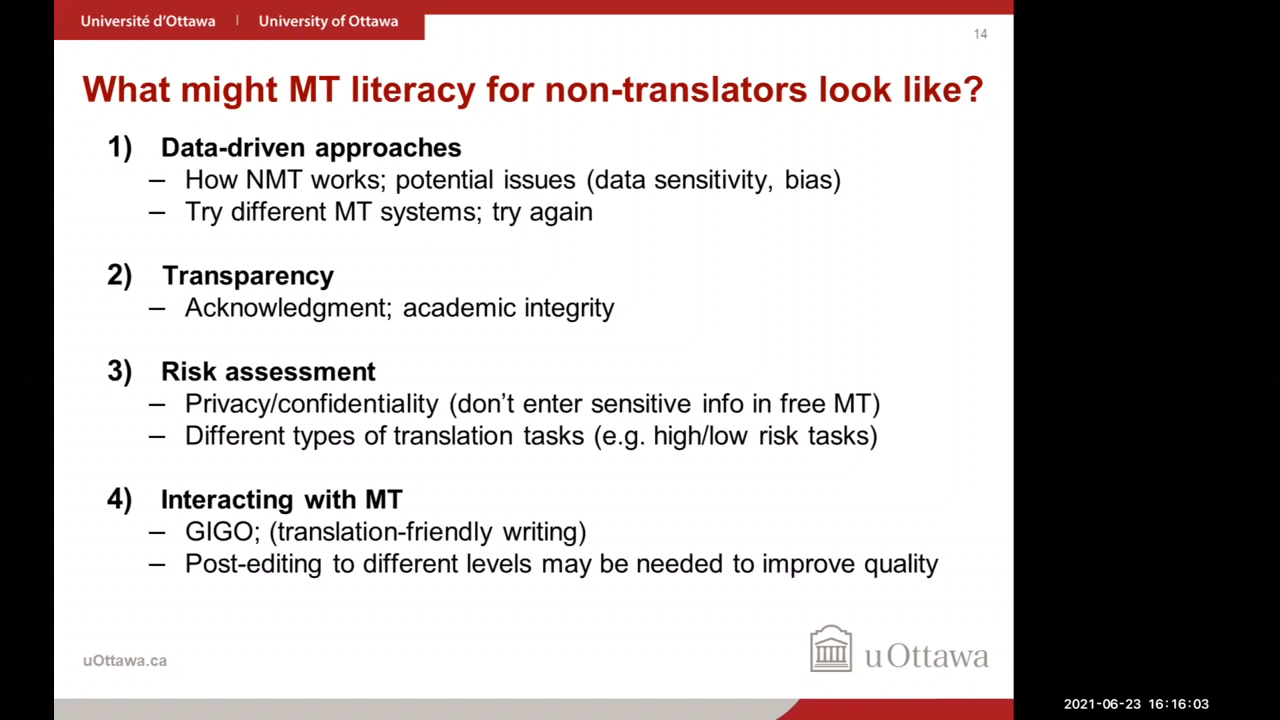 Université d'Ottawa | University of Ottawa
14
What might MT literacy for non-translators look like?
1) Data-driven approaches
– How NMT works; potential issues (data sensitivity, bias)
– Try different MT systems; try again
2) Transparency
– Acknowledgment; academic integrity
3) Risk assessment
– Privacy/confidentiality (don't enter sensitive info in free MT)
– Different types of translation tasks (e.g. high/low risk tasks)
4) Interacting with MT
– GIGO; (translation-friendly writing)
– Post-editing to different levels may be needed to improve quality
uOttawa.ca
uOttawa
2021-06-23 16:16:03